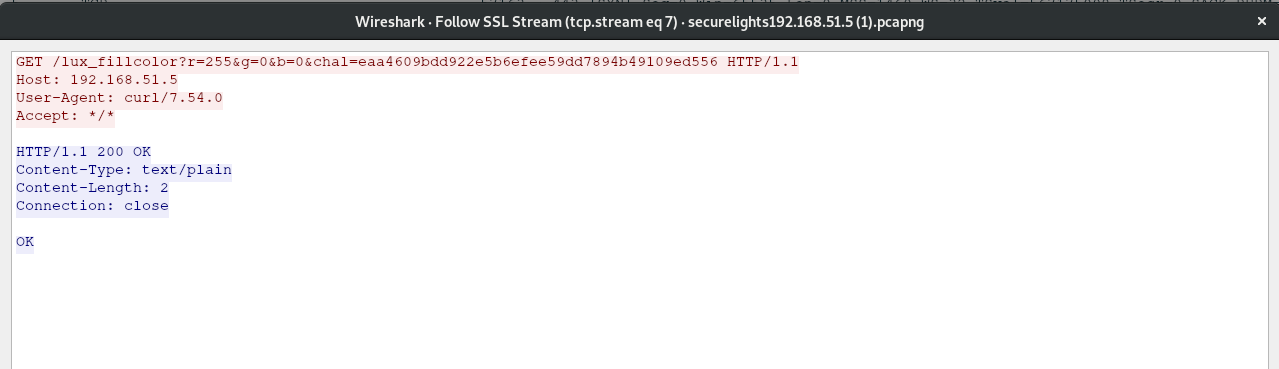 Wireshark · Follow SSL Stream (tcp.stream eq 7) · securelights192.168.51.5 (1).pcapng
GET /lux_fillcolor?r=255&g=0&b=0&chal=eaa4609bdd922e5b6efee59dd7894b49109ed556 HTTP/1.1
Host: 192.168.51.5
User-Agent: curl/7.54.0
Accept: */*
HTTP/1.1 200 OK
Content-Type: text/plain
Content-Length: 2
Connection: close
OK